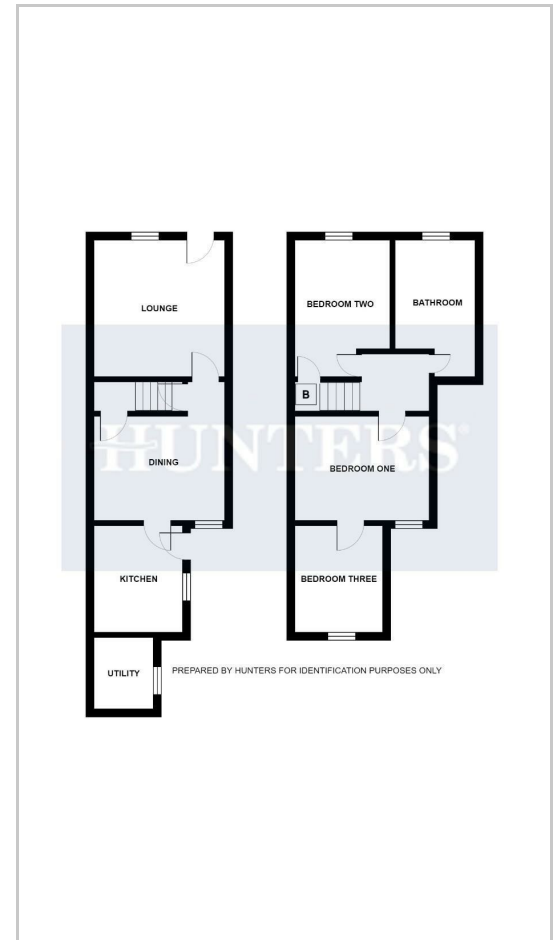 LOUNGE
BEDROOM TWO
BATHROOM
B
HUNTERS®
DINING
BEDROOM ONE
KITCHEN
BEDROOM THREE
UTILITY
PREPARED BY HUNTERS FOR IDENTIFICATION PURPOSES ONLY